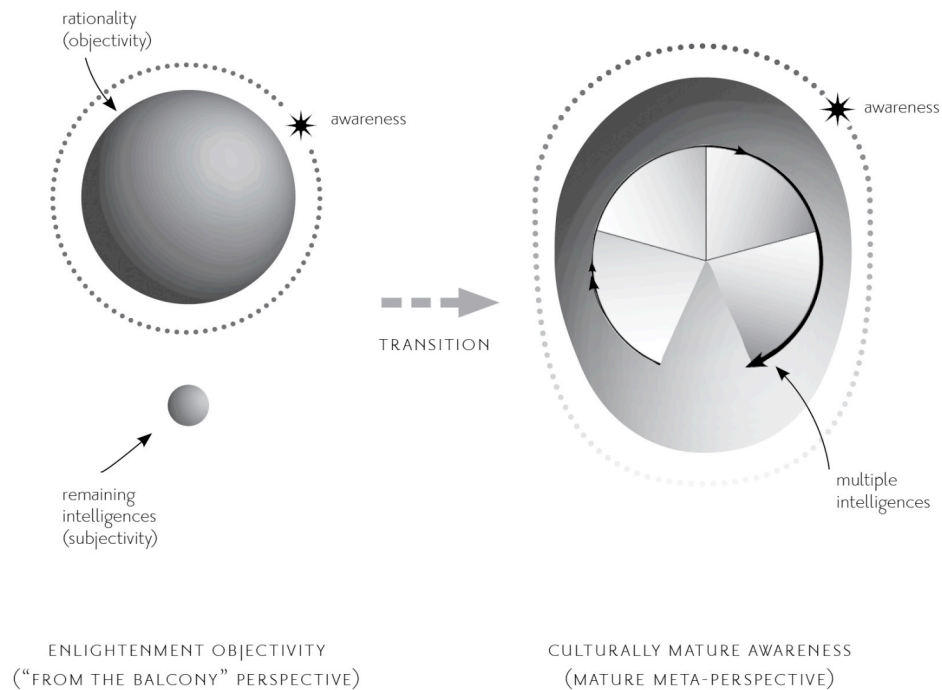 rationality
(objectivity)
awareness
remaining
intelligences
(subjectivity)
TRANSITION
awareness
multiple
intelligences
ENLIGHTENMENT OBJECTIVITY
(“FROM THE BALCONY” PERSPECTIVE)
CULTURALLY MATURE AWARENESS
(MATURE META-PERSPECTIVE)